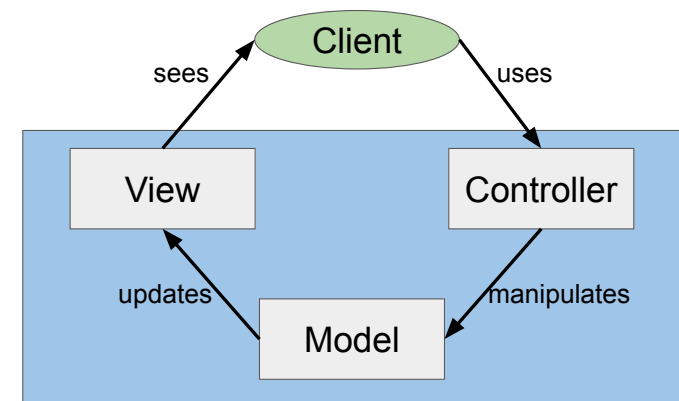 Client
sees
uses
View
Controller
updates
manipulates
Model